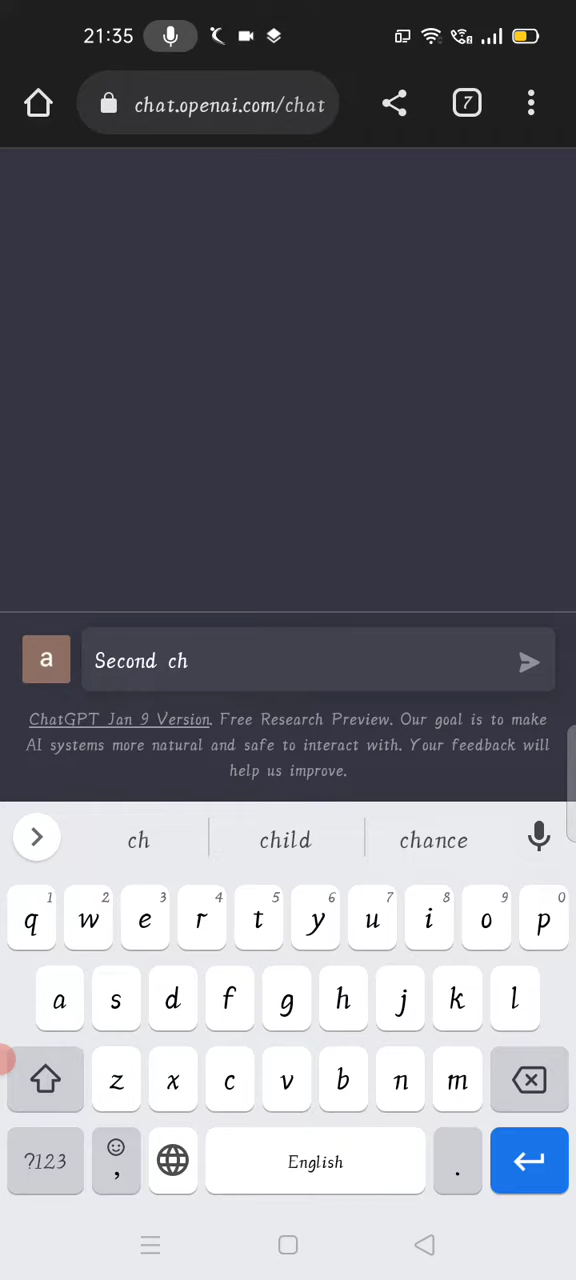 21:35
chat.openai.com/chat
7
a
Second ch
ChatGPT Jan 9 Version. Free Research Preview. Our goal is to make
AI systems more natural and safe to interact with. Your feedback will
help us improve.
ch child chance
1 2 3 4 5 6 7 8 9 0
q w e r t y u i o p
a s d f g h j k l
z x c v b n m
?123 , English .